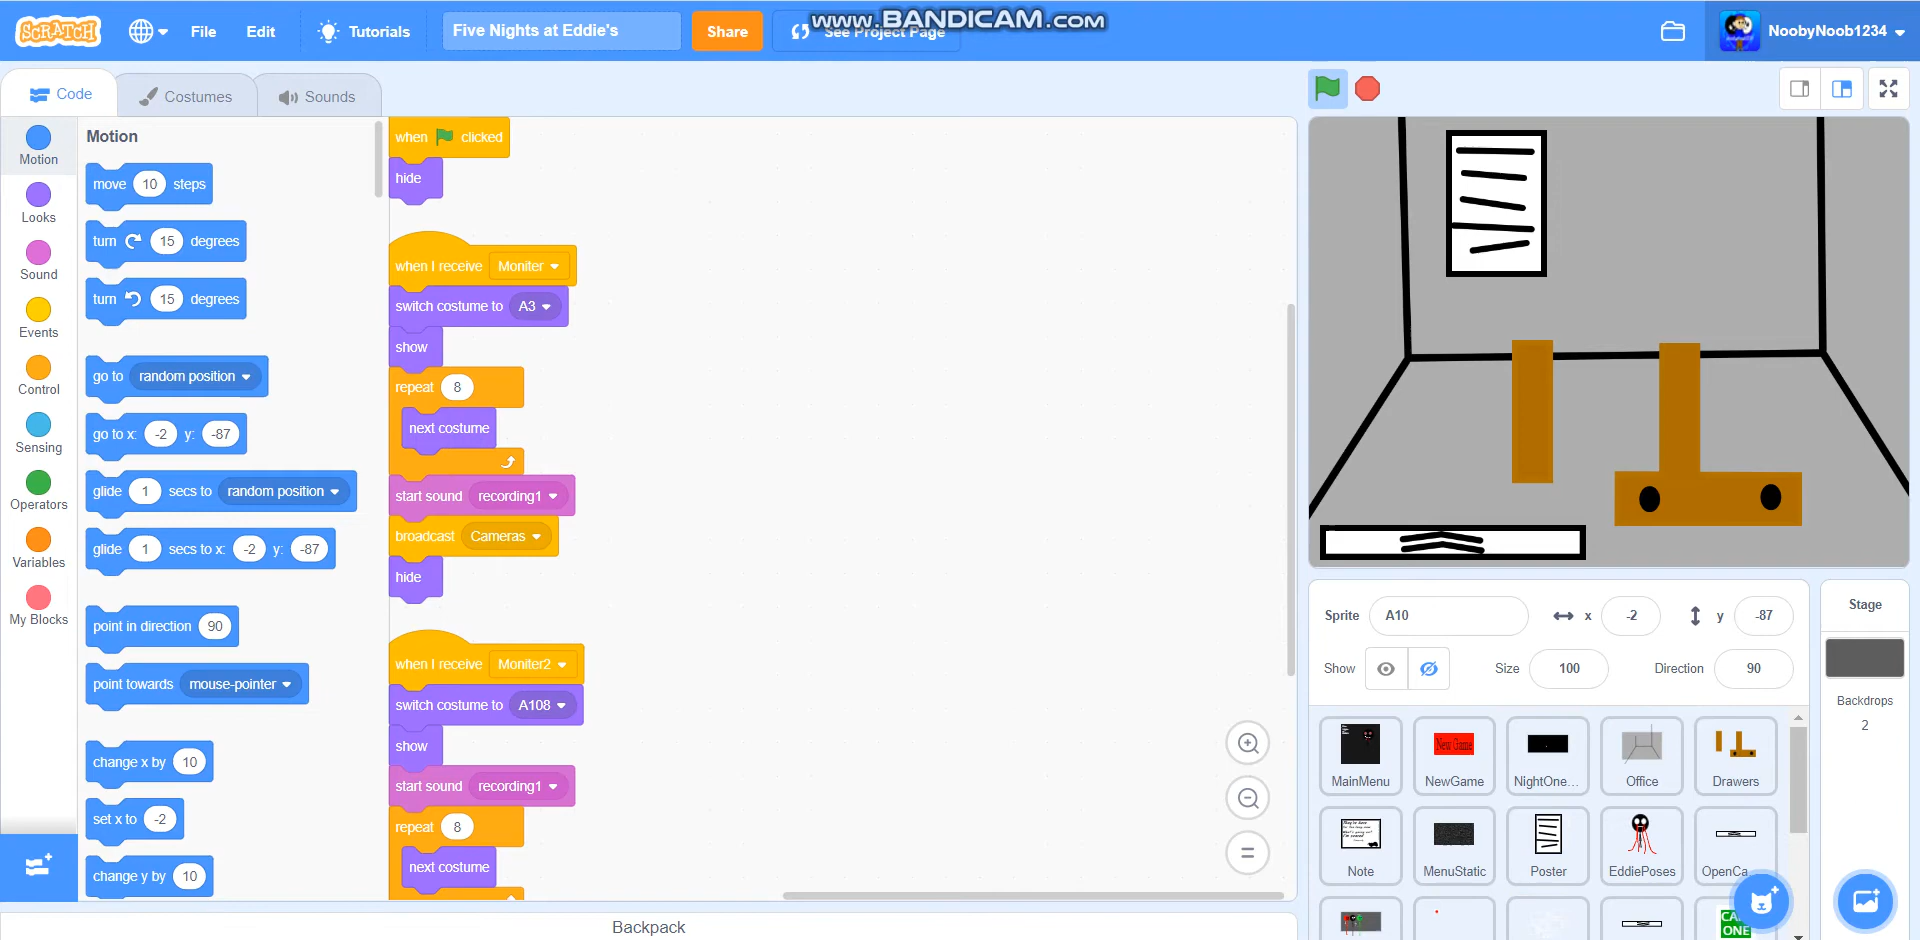 www.BANDICAM.com
SCRATCH
File
Edit
Tutorials
Five Nights at Eddie's
Share
See Project Page
NoobyNoob1234
Code
Costumes
Sounds
Motion
Looks
Sound
Events
Control
Sensing
Operators
Variables
My Blocks
Motion
move 10 steps
turn 15 degrees
turn 15 degrees
go to random position
go to x: -2 y: -87
glide 1 secs to random position
glide 1 secs to x: -2 y: -87
point in direction 90
point towards mouse-pointer
change x by 10
set x to -2
change y by 10
when clicked
hide
when I receive Moniter
switch costume to A3
show
repeat 8
next costume
start sound recording1
broadcast Cameras
hide
when I receive Moniter2
switch costume to A108
show
start sound recording1
repeat 8
next costume
Backpack
Sprite A10 x -2 y -87
Show Size 100 Direction 90
Stage
Backdrops
2
New Game
MainMenu
NewGame
NightOne...
Office
Drawers
Note
MenuStatic
Poster
EddiePoses
OpenCa
ONE